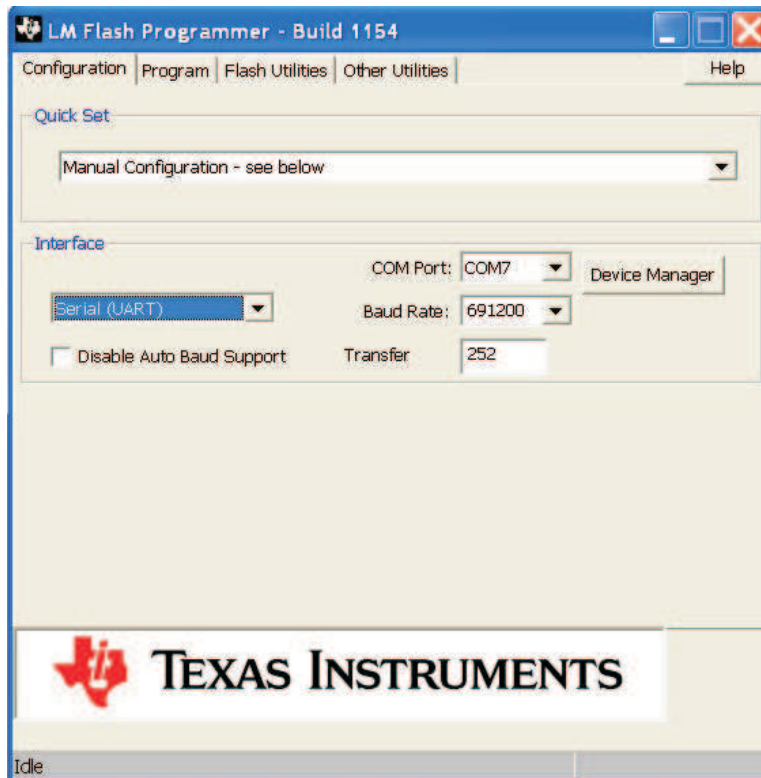 LM Flash Programmer - Build 1154
Configuration Program Flash Utilities Other Utilities Help
Quick Set
Manual Configuration - see below
Interface
COM Port: COM7 Device Manager
Serial (UART) Baud Rate: 691200
Disable Auto Baud Support Transfer 252
TEXAS INSTRUMENTS
Idle